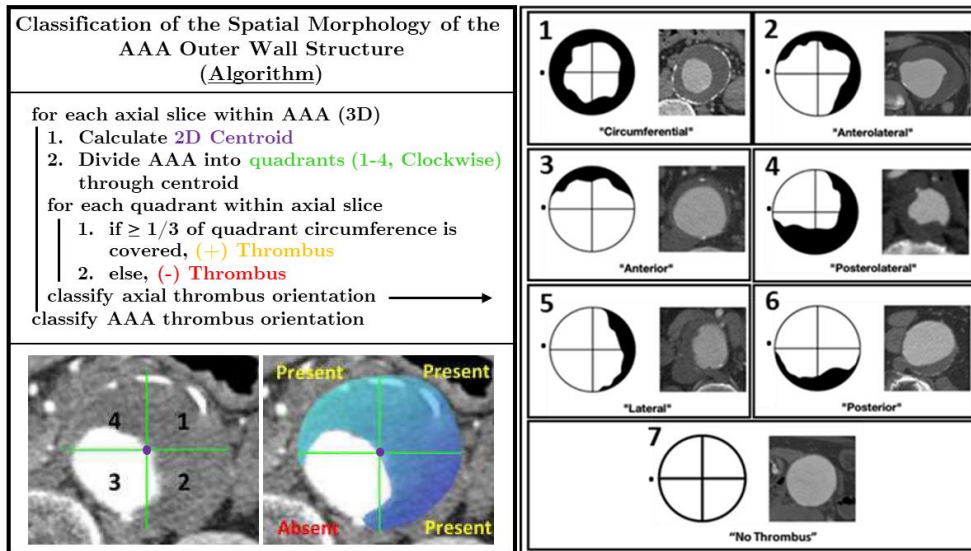 Classification of the Spatial Morphology of the
AAA Outer Wall Structure
(Algorithm)
for each axial slice within AAA (3D)
1. Calculate 2D Centroid
2. Divide AAA into quadrants (1-4, Clockwise)
through centroid
for each quadrant within axial slice
1. if ≥ 1/3 of quadrant circumference is
covered, (+) Thrombus
2. else, (-) Thrombus
classify axial thrombus orientation
classify AAA thrombus orientation
4 1
3 2
Present Present
Absent Present
1
"Circumferential"
2
"Anterolateral"
3
"Anterior"
4
"Posterolateral"
5
"Lateral"
6
"Posterior"
7
"No Thrombus"